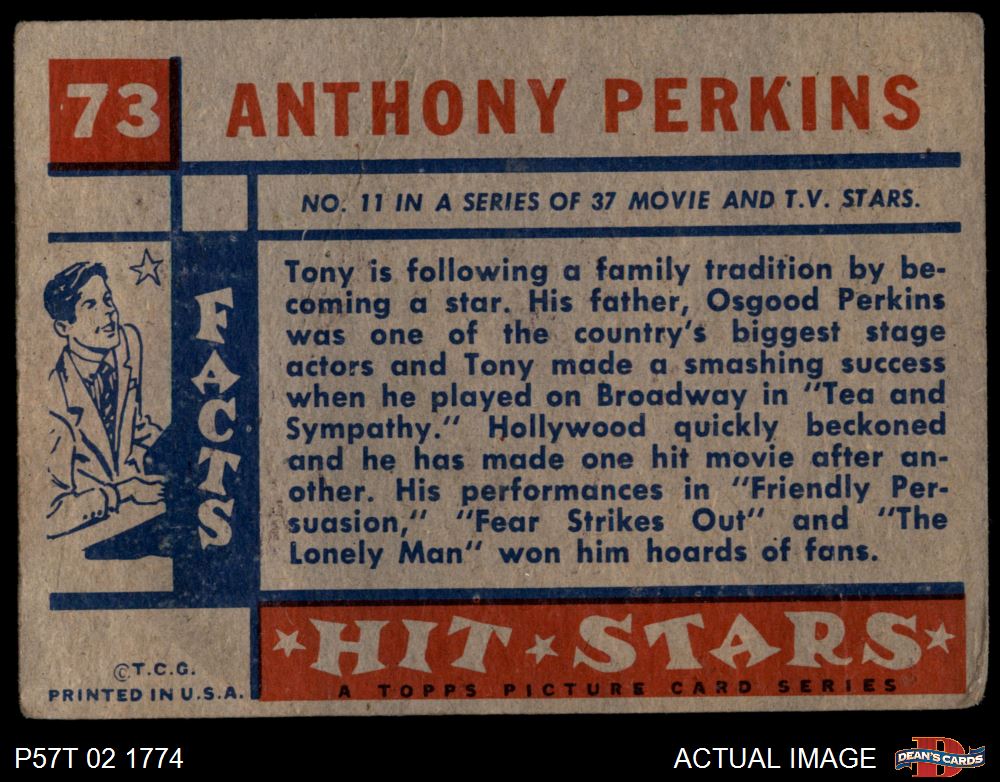 73
ANTHONY PERKINS
NO. 11 IN A SERIES OF 37 MOVIE AND T.V. STARS.
FACTS
Tony is following a family tradition by be-
coming a star. His father, Osgood Perkins
was one of the country's biggest stage
actors and Tony made a smashing success
when he played on Broadway in "Tea and
Sympathy." Hollywood quickly beckoned
and he has made one hit movie after an-
other. His performances in "Friendly Per-
suasion," "Fear Strikes Out" and "The
Lonely Man" won him hoards of fans.
©T.C.G.
PRINTED IN U.S.A.
HIT STARS
A TOPPS PICTURE CARD SERIES
P57T 02 1774
ACTUAL IMAGE
D
DEAN'S CARDS